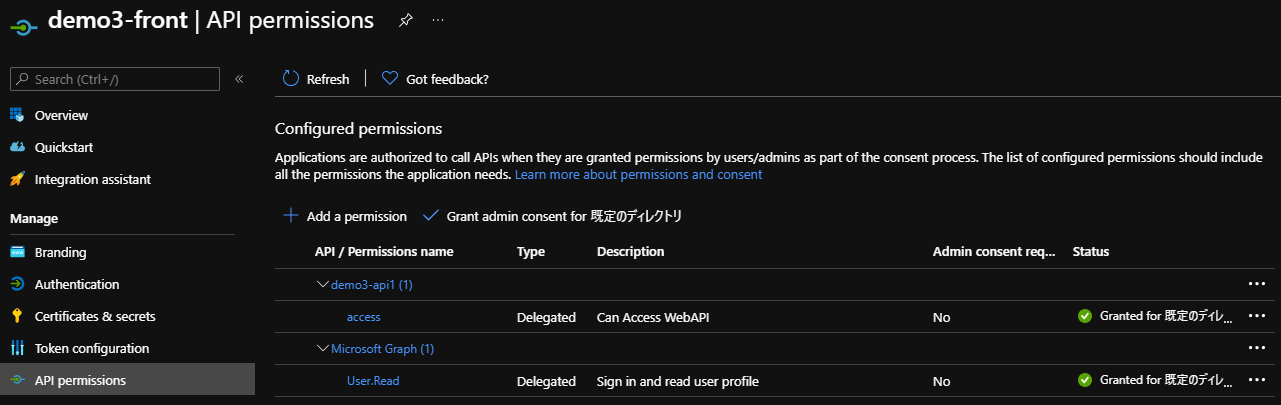 demo3-front | API permissions
Search (Ctrl+/)
Overview
Quickstart
Integration assistant
Manage
Branding
Authentication
Certificates & secrets
Token configuration
API permissions
Refresh | Got feedback?
Configured permissions
Applications are authorized to call APIs when they are granted permissions by users/admins as part of the consent process. The list of configured permissions should include
all the permissions the application needs. Learn more about permissions and consent
Add a permission Grant admin consent for 既定のディレクトリ
API / Permissions name Type Description Admin consent req... Status
demo3-api1 (1)
access Delegated Can Access WebAPI No Granted for 既定のディレ...
Microsoft Graph (1)
User.Read Delegated Sign in and read user profile No Granted for 既定のディレ...